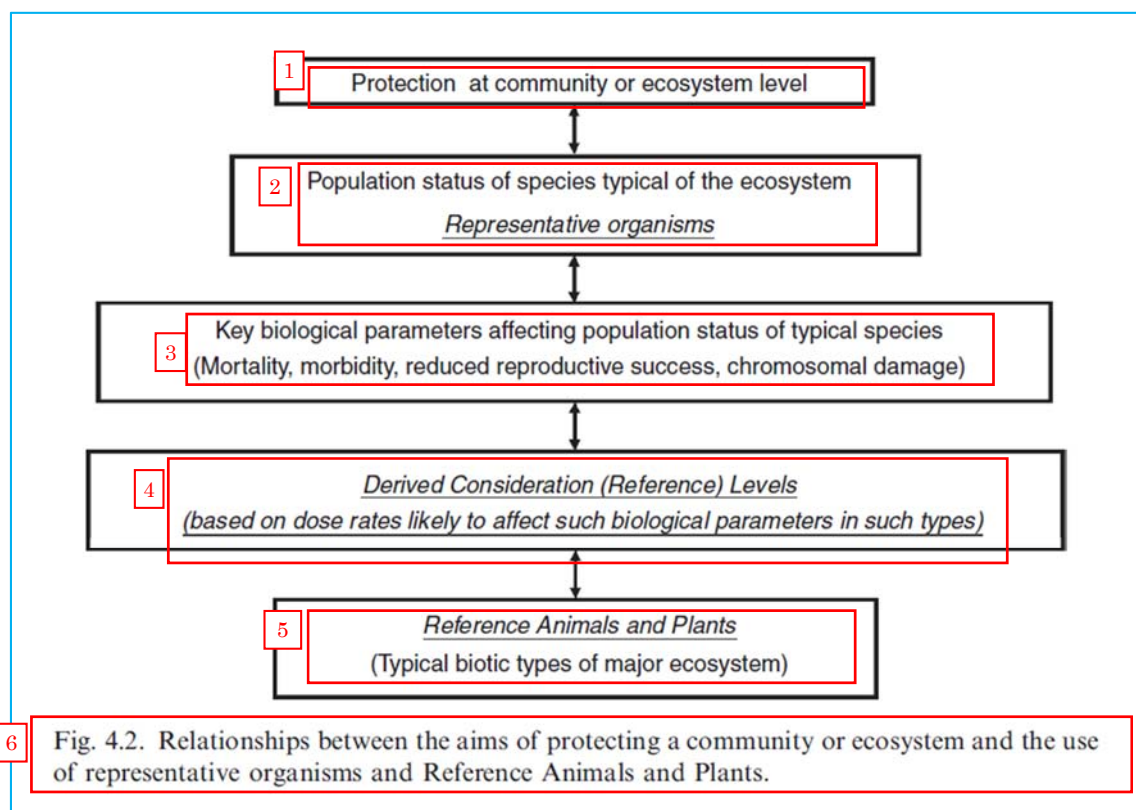 1
Protection at community or ecosystem level
2
Population status of species typical of the ecosystem
Representative organisms
3
Key biological parameters affecting population status of typical species
(Mortality, morbidity, reduced reproductive success, chromosomal damage)
4
Derived Consideration (Reference) Levels
(based on dose rates likely to affect such biological parameters in such types)
5
Reference Animals and Plants
(Typical biotic types of major ecosystem)
6
Fig. 4.2. Relationships between the aims of protecting a community or ecosystem and the use
of representative organisms and Reference Animals and Plants.